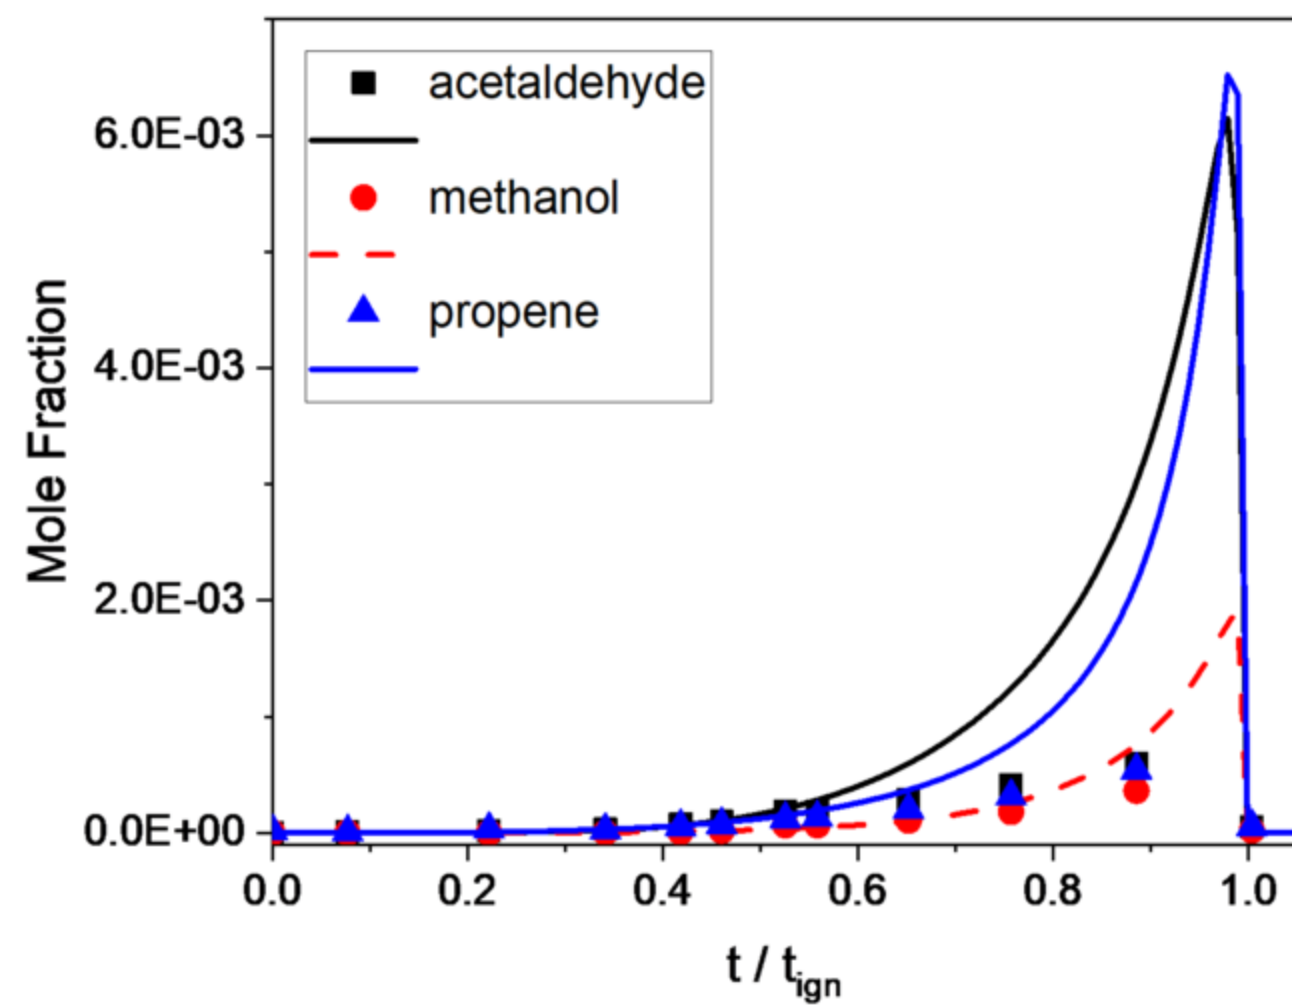 acetaldehyde
methanol
propene
6.0E-03
4.0E-03
2.0E-03
0.0E+00
Mole Fraction
0.0 0.2 0.4 0.6 0.8 1.0
t / tign